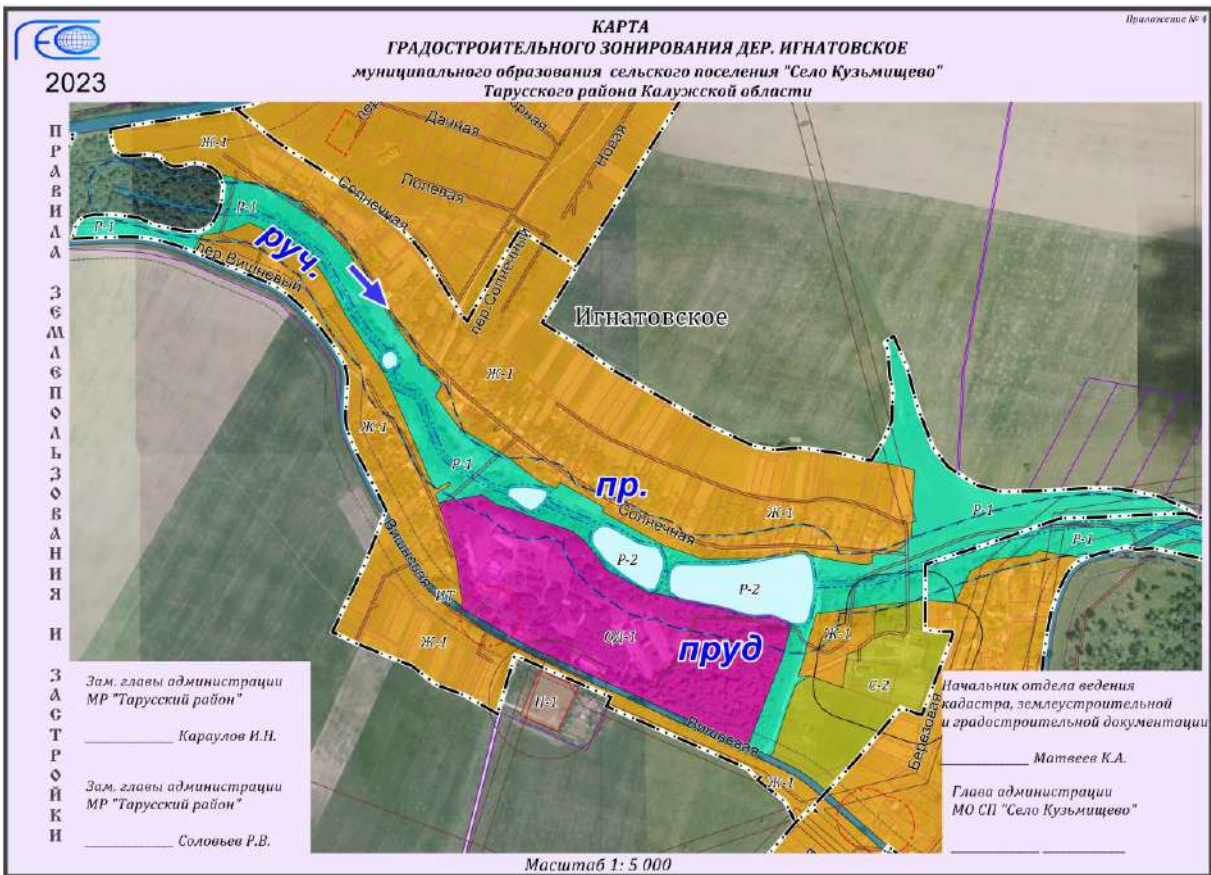 Приложение № 4
ГЕО
2023
КАРТА
ГРАДОСТРОИТЕЛЬНОГО ЗОНИРОВАНИЯ ДЕР. ИГНАТОВСКОЕ
муниципального образования сельского поселения "Село Кузьмищево"
Тарусского района Калужской области
ПРАВИЛА ЗЕМЛЕПОЛЬЗОВАНИЯ И ЗАСТРОЙКИ
Ж-1
Дачная
Новая
Полевая
Солнечная
Р-1
Р-1
руч.
пер.Вишневый
пер.Солнечный
Игнатовское
Ж-1
Ж-1
Р-1
пр.
Солнечная
Ж-1
Р-1
Р-1
Р-2
Р-2
Вишневая
ИТ
Ж-1
ОД-1
пруд
Ж-1
С-2
П-1
Вишневая
Березовая
Ж-1
Зам. главы администрации
МР "Тарусский район"
Караулов И.Н.
Зам. главы администрации
МР "Тарусский район"
Соловьев Р.В.
Начальник отдела ведения
кадастра, землеустроительной
и градостроительной документации
Матвеев К.А.
Глава администрации
МО СП "Село Кузьмищево"
Масштаб 1: 5 000